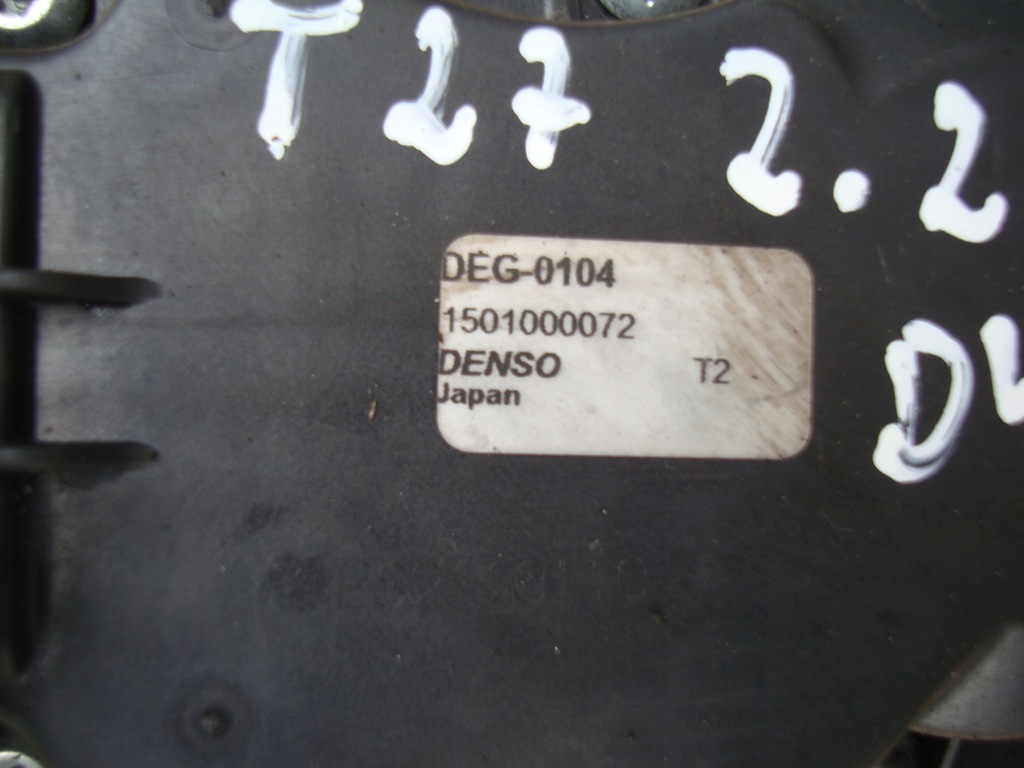 T27 2.2
DEG-0104
1501000072
DENSO T2
Japan